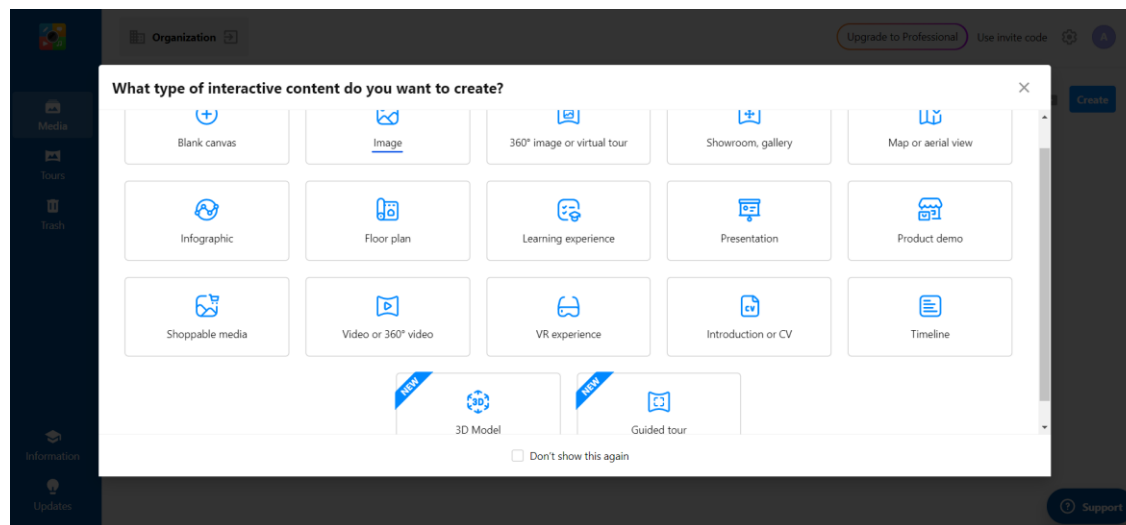 Organization
Upgrade to Professional
Use invite code
A
What type of interactive content do you want to create?
Create
Media
Tours
Trash
Information
Updates
Blank canvas
Image
360° image or virtual tour
Showroom, gallery
Map or aerial view
Infographic
Floor plan
Learning experience
Presentation
Product demo
Shoppable media
Video or 360° video
VR experience
CV
Introduction or CV
Timeline
NEW
3D
3D Model
NEW
Guided tour
Don't show this again
? Support